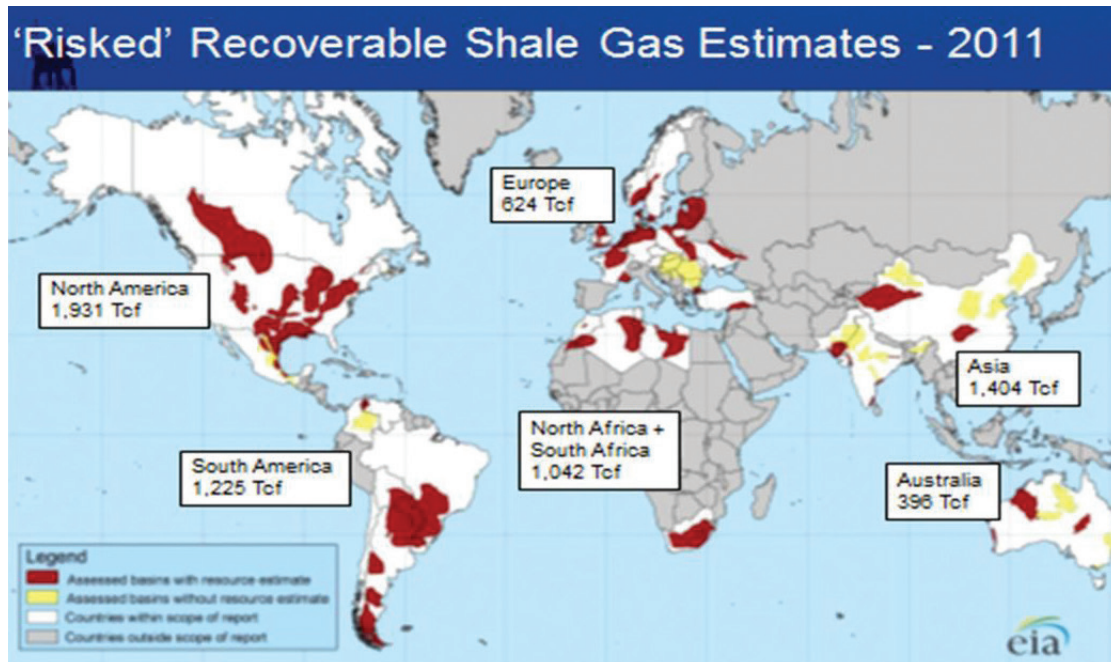 'Risked' Recoverable Shale Gas Estimates - 2011
Europe
624 Tcf
North America
1,931 Tcf
Asia
1,404 Tcf
North Africa +
South Africa
1,042 Tcf
South America
1,225 Tcf
Australia
396 Tcf
Legend
Assessed basins with resource estimate
Assessed basins without resource estimate
Countries within scope of report
Countries outside scope of report
eia